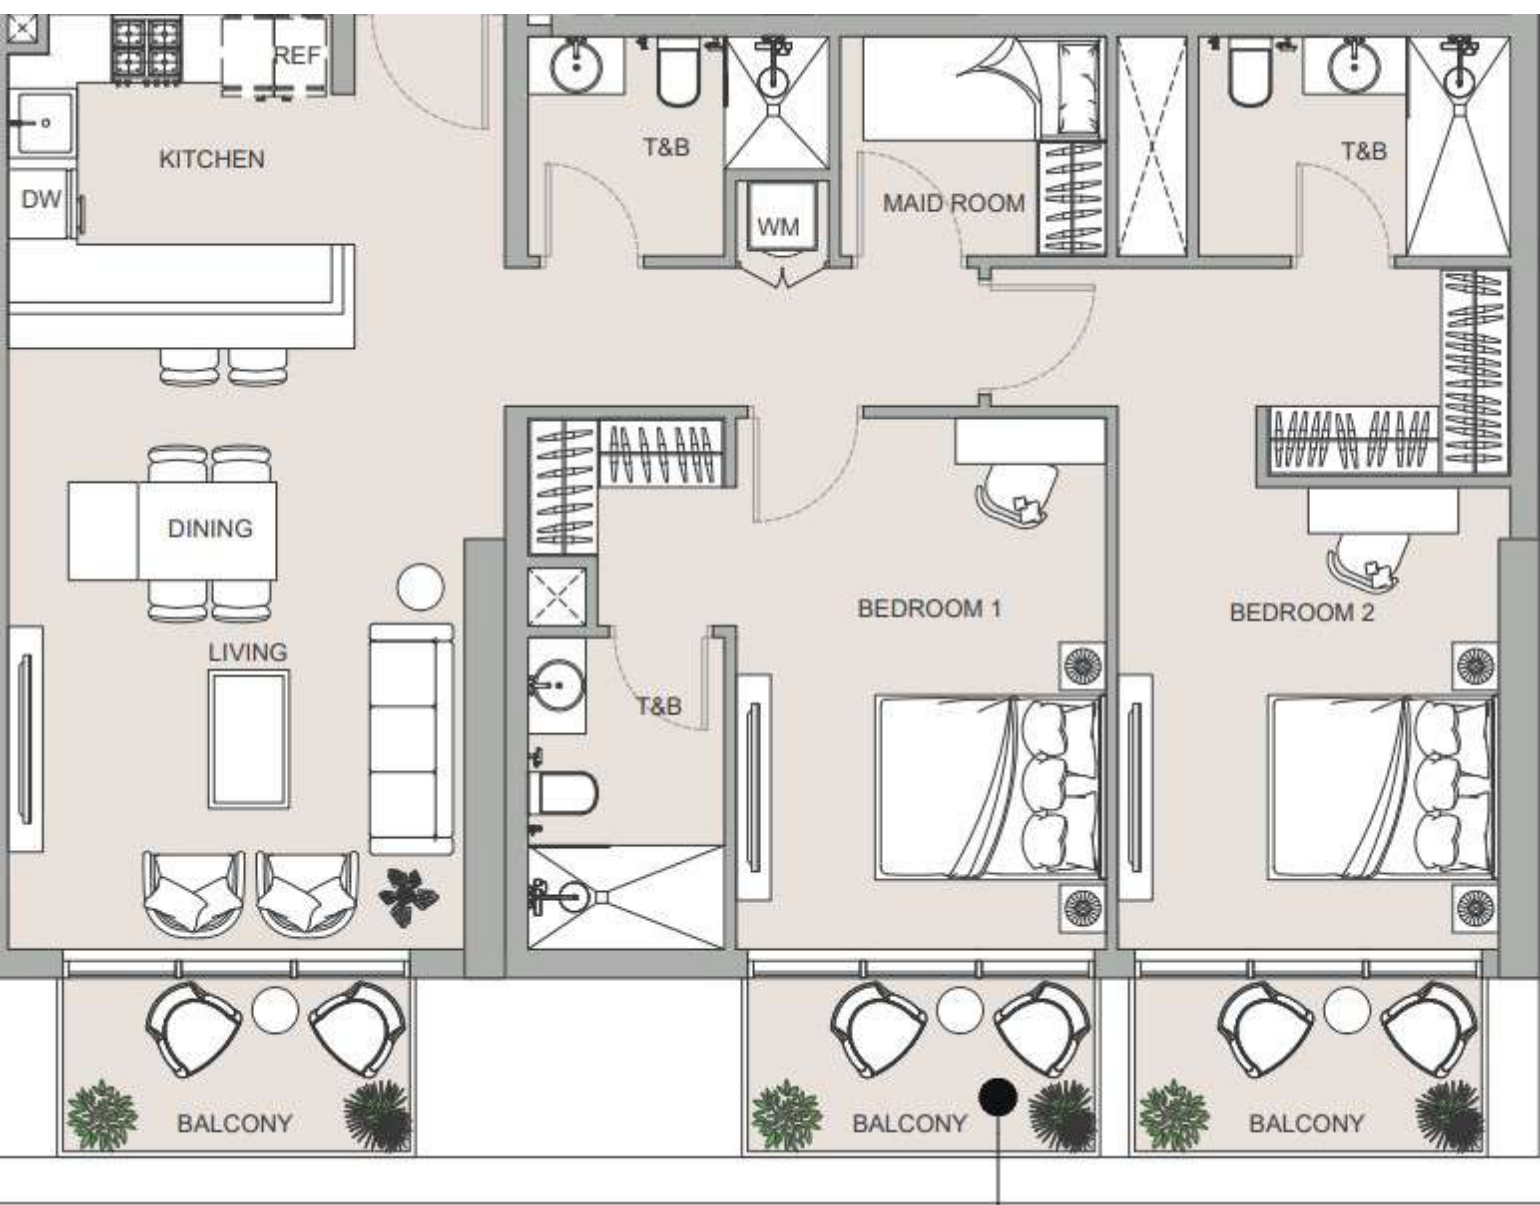 REF
KITCHEN
T&B
T&B
DW
MAID ROOM
WM
DINING
BEDROOM 1
BEDROOM 2
LIVING
T&B
BALCONY
BALCONY
BALCONY